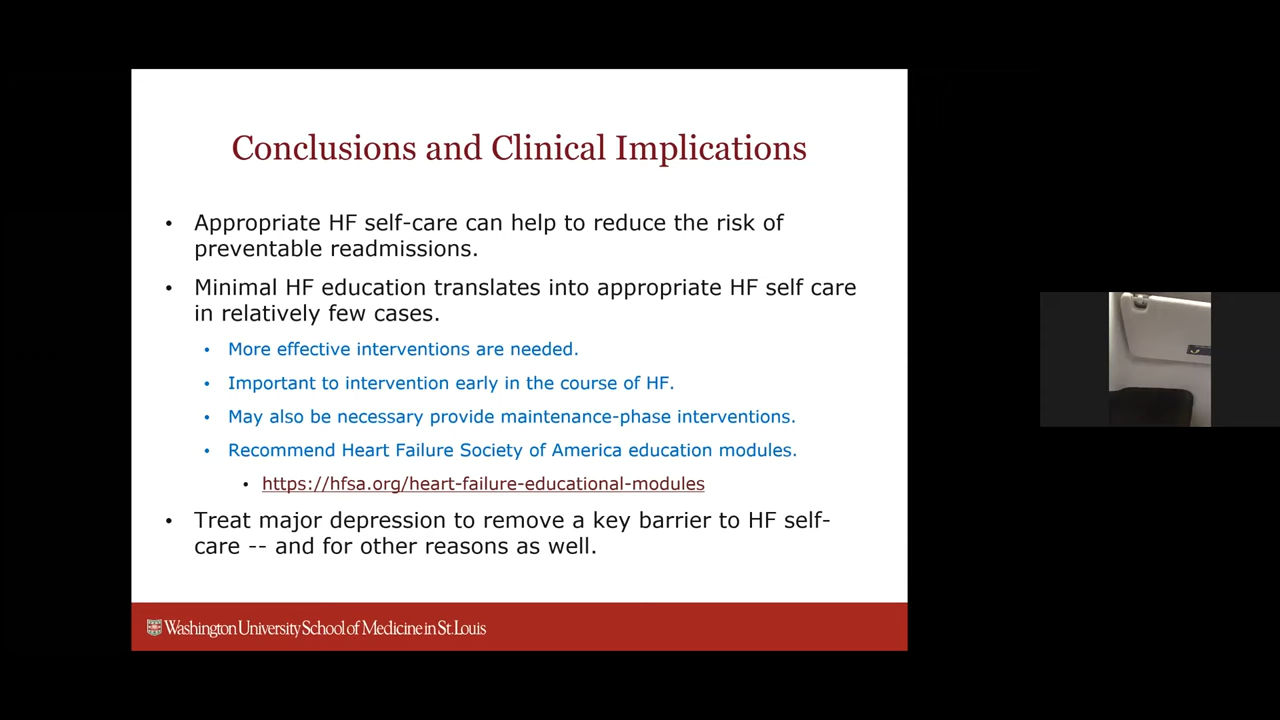 Conclusions and Clinical Implications
• Appropriate HF self-care can help to reduce the risk of
preventable readmissions.
• Minimal HF education translates into appropriate HF self care
in relatively few cases.
• More effective interventions are needed.
• Important to intervention early in the course of HF.
• May also be necessary provide maintenance-phase interventions.
• Recommend Heart Failure Society of America education modules.
• https://hfsa.org/heart-failure-educational-modules
• Treat major depression to remove a key barrier to HF self-
care -- and for other reasons as well.
Washington University School of Medicine in St. Louis